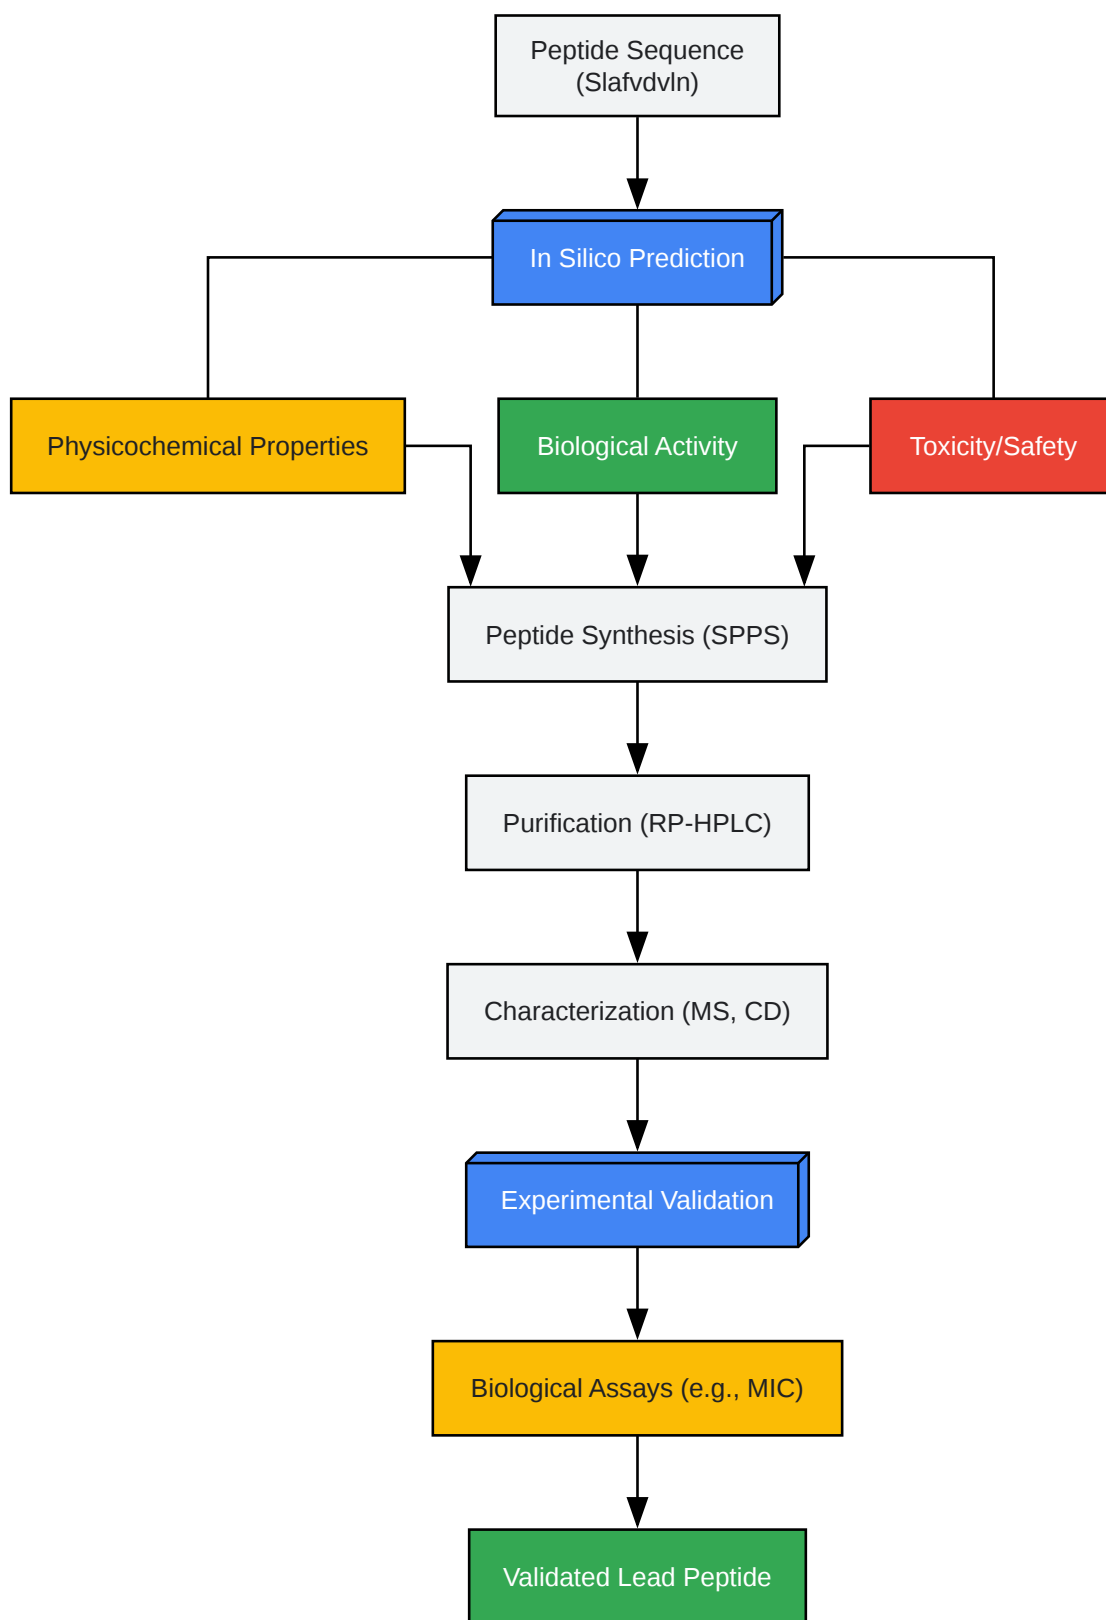 Peptide Sequence
(Slafvdvln)
In Silico Prediction
Physicochemical Properties
Biological Activity
Toxicity/Safety
Peptide Synthesis (SPPS)
Purification (RP-HPLC)
Characterization (MS, CD)
Experimental Validation
Biological Assays (e.g., MIC)
Validated Lead Peptide